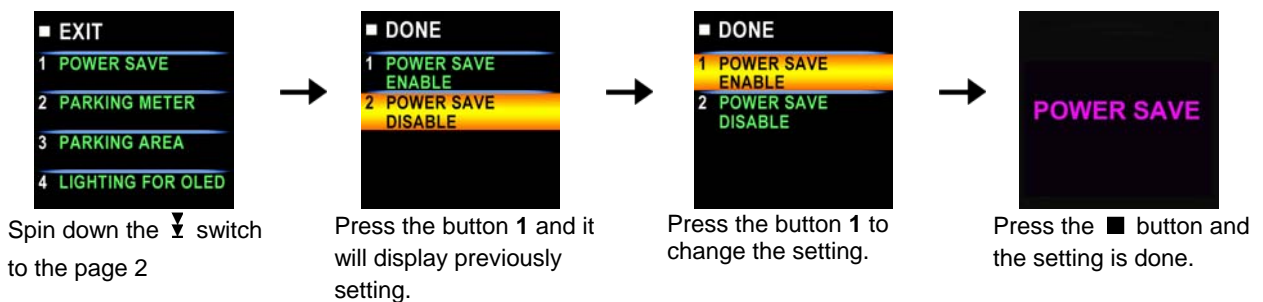 ■ EXIT
1 POWER SAVE
2 PARKING METER
3 PARKING AREA
4 LIGHTING FOR OLED
Spin down the switch
to the page 2
■ DONE
1 POWER SAVE
ENABLE
2 POWER SAVE
DISABLE
Press the button 1 and it
will display previously
setting.
■ DONE
1 POWER SAVE
ENABLE
2 POWER SAVE
DISABLE
Press the button 1 to
change the setting.
POWER SAVE
Press the ■ button and
the setting is done.